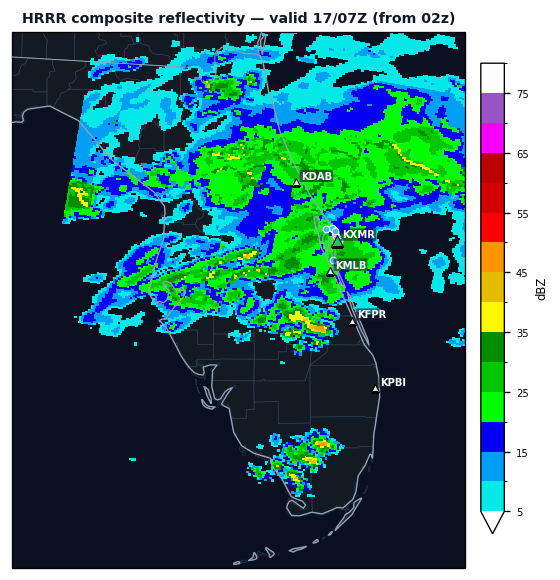 HRRR composite reflectivity — valid 17/07Z (from 02z)
KDAB
KXMR
KMLB
KFPR
KPBI
75
65
55
45
35
25
15
5
dBZ